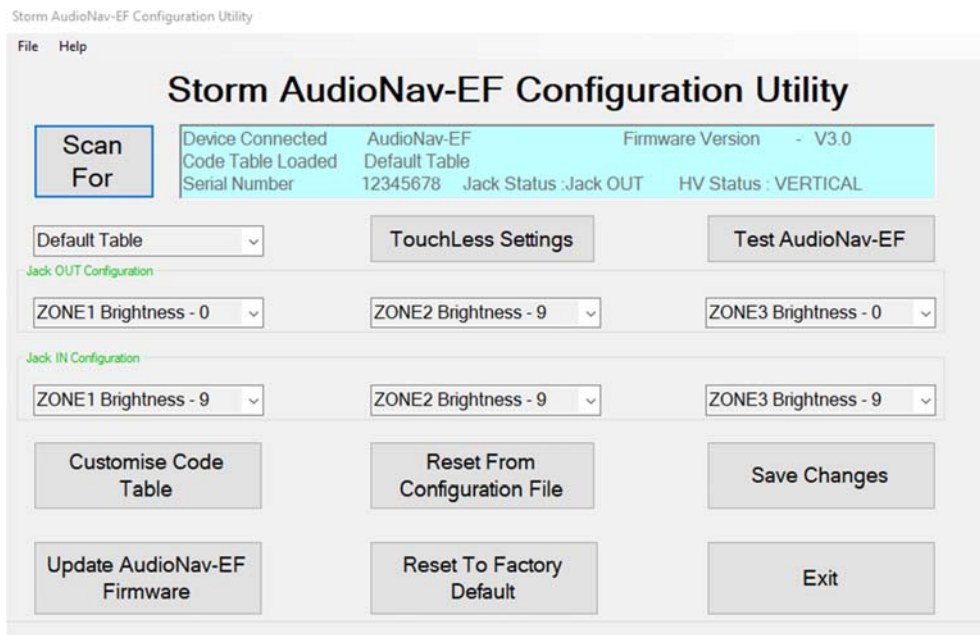 Storm AudioNav-EF Configuration Utility
File Help
Storm AudioNav-EF Configuration Utility
Scan
For
Device Connected AudioNav-EF Firmware Version - V3.0
Code Table Loaded Default Table
Serial Number 12345678 Jack Status :Jack OUT HV Status : VERTICAL
Default Table
TouchLess Settings
Test AudioNav-EF
Jack OUT Configuration
ZONE1 Brightness - 0
ZONE2 Brightness - 9
ZONE3 Brightness - 0
Jack IN Configuration
ZONE1 Brightness - 9
ZONE2 Brightness - 9
ZONE3 Brightness - 9
Customise Code
Table
Reset From
Configuration File
Save Changes
Update AudioNav-EF
Firmware
Reset To Factory
Default
Exit